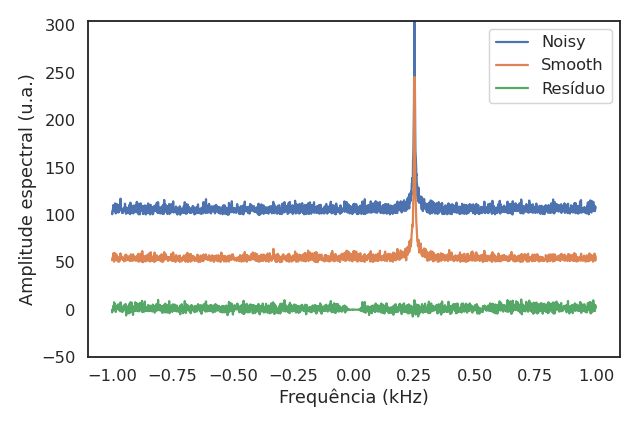 300
250
200
150
100
50
0
−50
Amplitude espectral (u.a.)
Noisy
Smooth
Resíduo
−1.00 −0.75 −0.50 −0.25 0.00 0.25 0.50 0.75 1.00
Frequência (kHz)